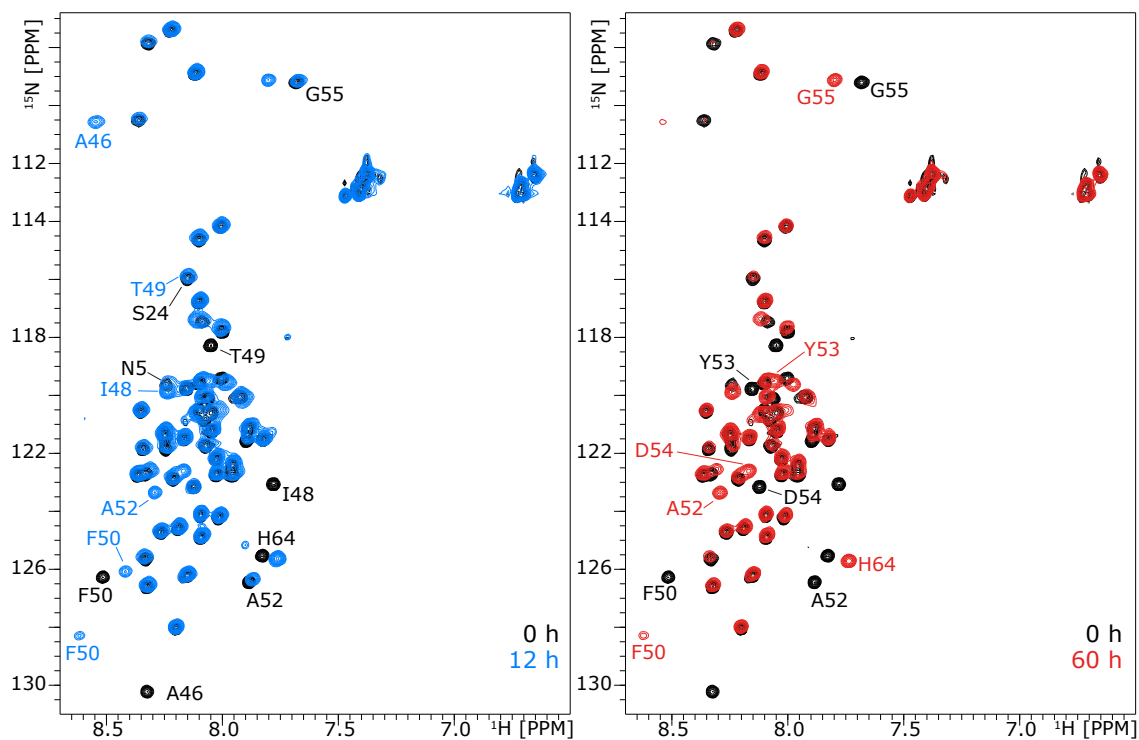 ¹⁵N [PPM]
G55
A46
112
114
116
T49
S24
118
T49
N5
I48
120
122
I48
A52
124
H64
F50
126
F50
A52
128
F50
0 h
12 h
A46
130
8.5
8.0
7.5
7.0
¹H [PPM]
¹⁵N [PPM]
G55
G55
Y53
Y53
D54
A52
D54
H64
F50
A52
F50
0 h
60 h
8.5
8.0
7.5
7.0
¹H [PPM]